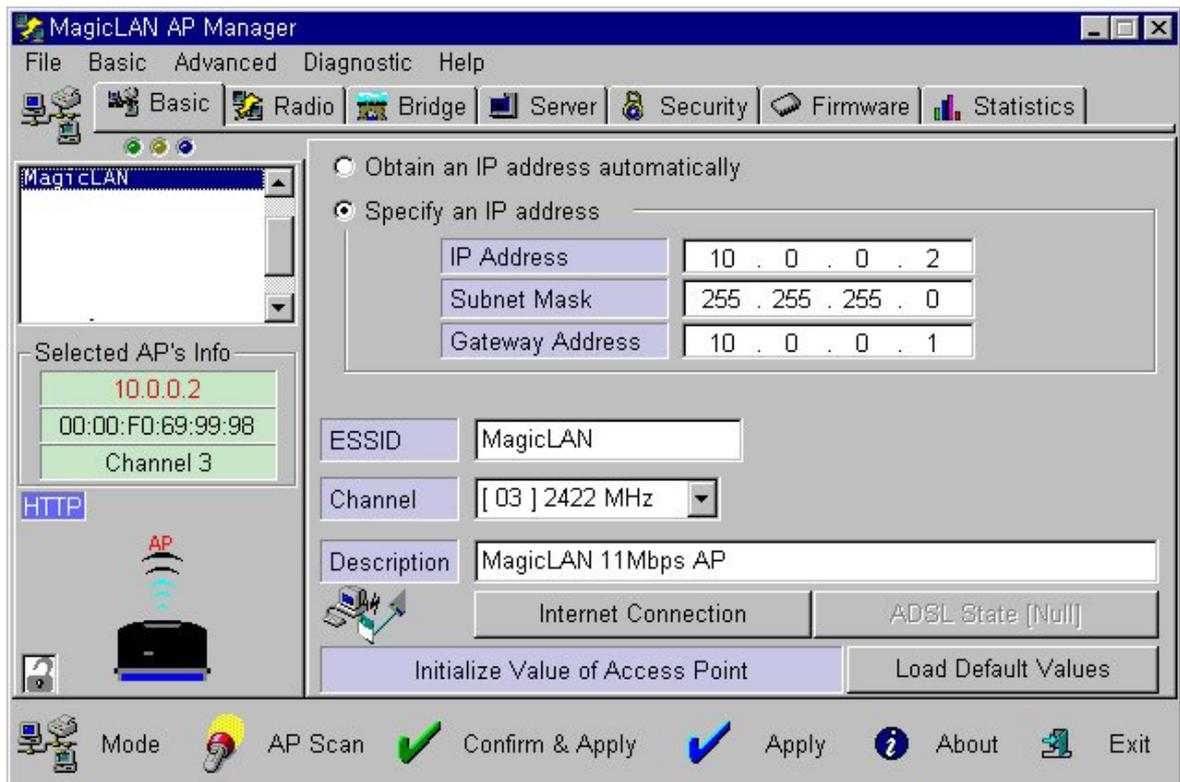 MagicLAN AP Manager
File Basic Advanced Diagnostic Help
Basic Radio Bridge Server Security Firmware Statistics
MagicLAN
Selected AP's Info
10.0.0.2
00:00:F0:69:99:98
Channel 3
HTTP
AP
Obtain an IP address automatically
Specify an IP address
IP Address 10 . 0 . 0 . 2
Subnet Mask 255 . 255 . 255 . 0
Gateway Address 10 . 0 . 0 . 1
ESSID MagicLAN
Channel [ 03 ] 2422 MHz
Description MagicLAN 11Mbps AP
Internet Connection ADSL State [Null]
Initialize Value of Access Point Load Default Values
Mode AP Scan Confirm & Apply Apply About Exit